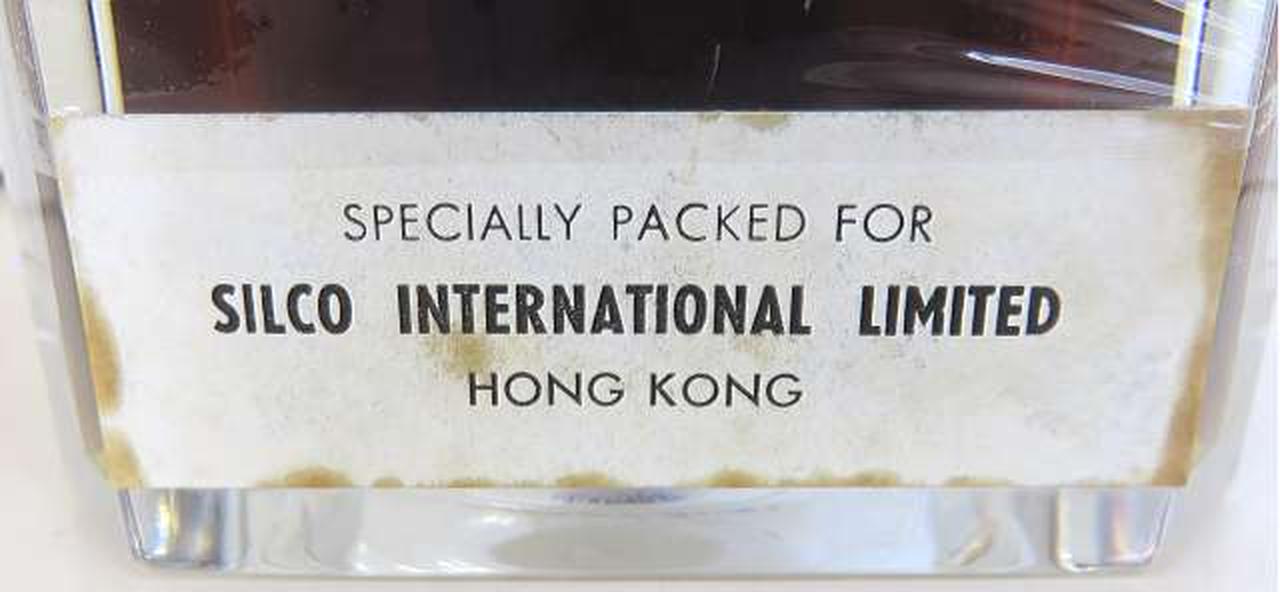 SPECIALLY PACKED FOR
SILCO INTERNATIONAL LIMITED
HONG KONG